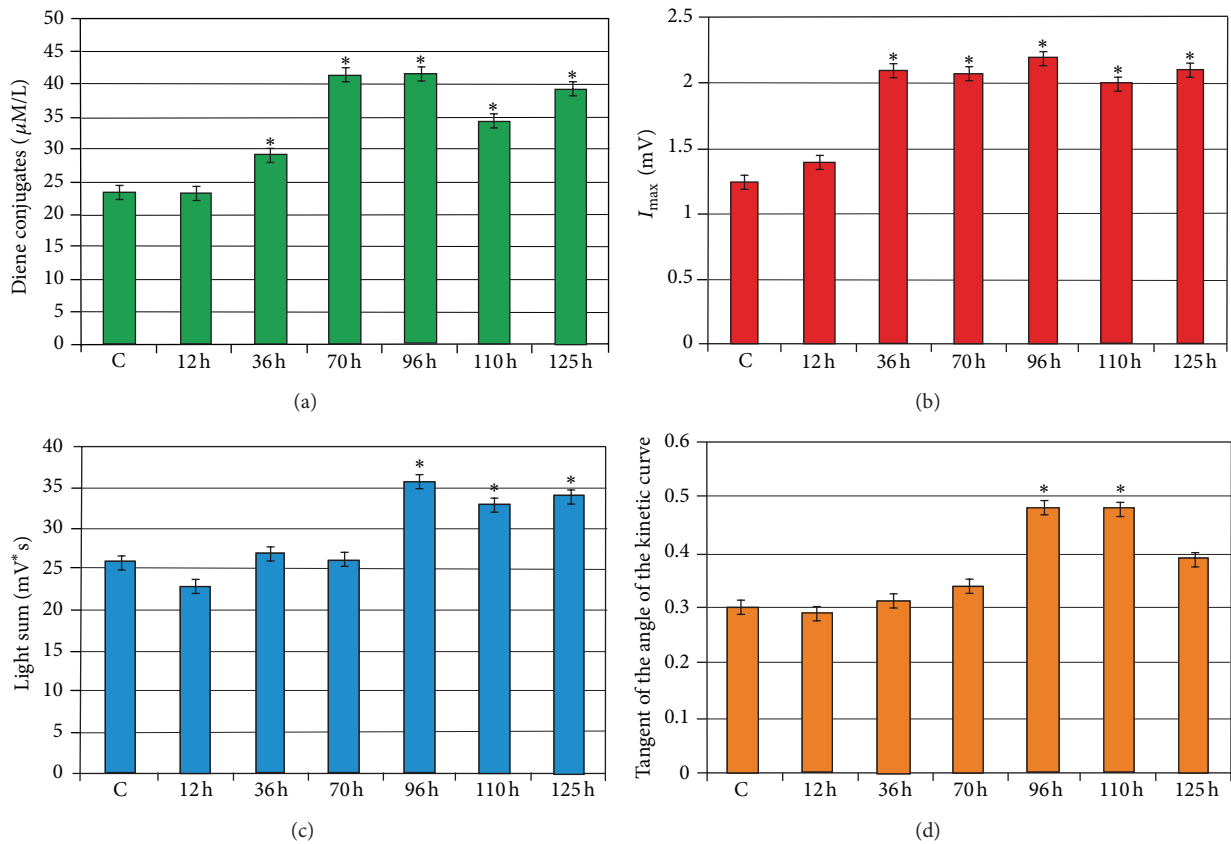 Diene conjugates (μM/L)
50
45
40
35
30
25
20
15
10
5
0
* * * * *
C 12 h 36 h 70 h 96 h 110 h 125 h
(a)
I max (mV)
2.5
2
1.5
1
0.5
0
* * * * *
C 12 h 36 h 70 h 96 h 110 h 125 h
(b)
Light sum (mV* s)
40
35
30
25
20
15
10
5
0
* * *
C 12 h 36 h 70 h 96 h 110 h 125 h
(c)
Tangent of the angle of the kinetic curve
0.6
0.5
0.4
0.3
0.2
0.1
0
* *
C 12 h 36 h 70 h 96 h 110 h 125 h
(d)